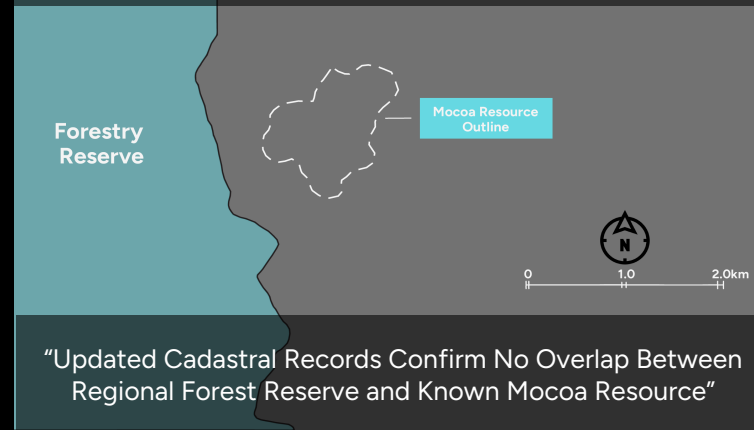 Forestry
Reserve
Mocoa Resource
Outline
N
0 1.0 2.0km
“Updated Cadastral Records Confirm No Overlap Between
Regional Forest Reserve and Known Mocoa Resource”